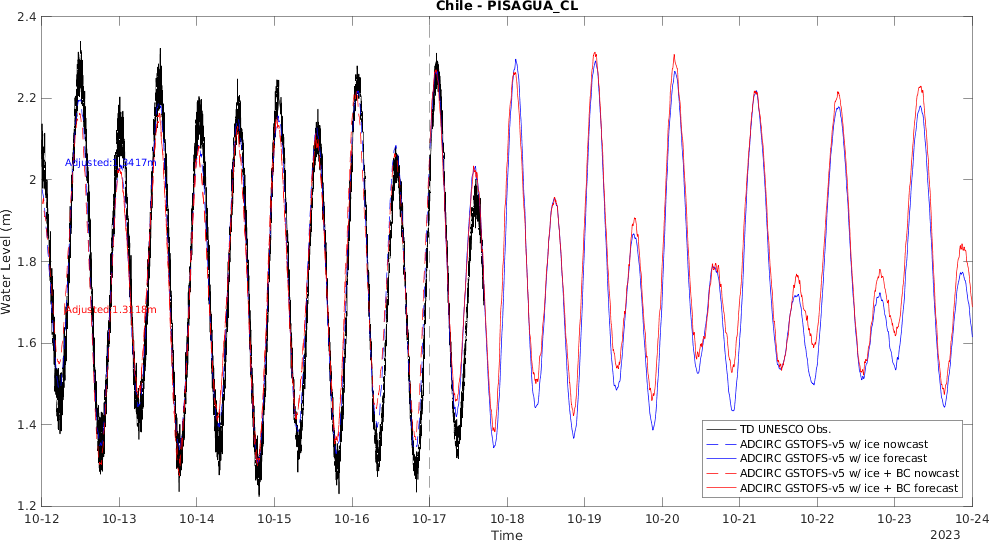 Chile - PISAGUA_CL
Water Level (m)
2.4
2.2
2
1.8
1.6
1.4
1.2
Adjusted:
417m
Adjusted
1.3118m
TD UNESCO Obs.
ADCIRC GSTOFS-v5 w/ ice nowcast
ADCIRC GSTOFS-v5 w/ ice forecast
ADCIRC GSTOFS-v5 w/ ice + BC nowcast
ADCIRC GSTOFS-v5 w/ ice + BC forecast
10-12 10-13 10-14 10-15 10-16 10-17 10-18 10-19 10-20 10-21 10-22 10-23 10-24
Time
2023